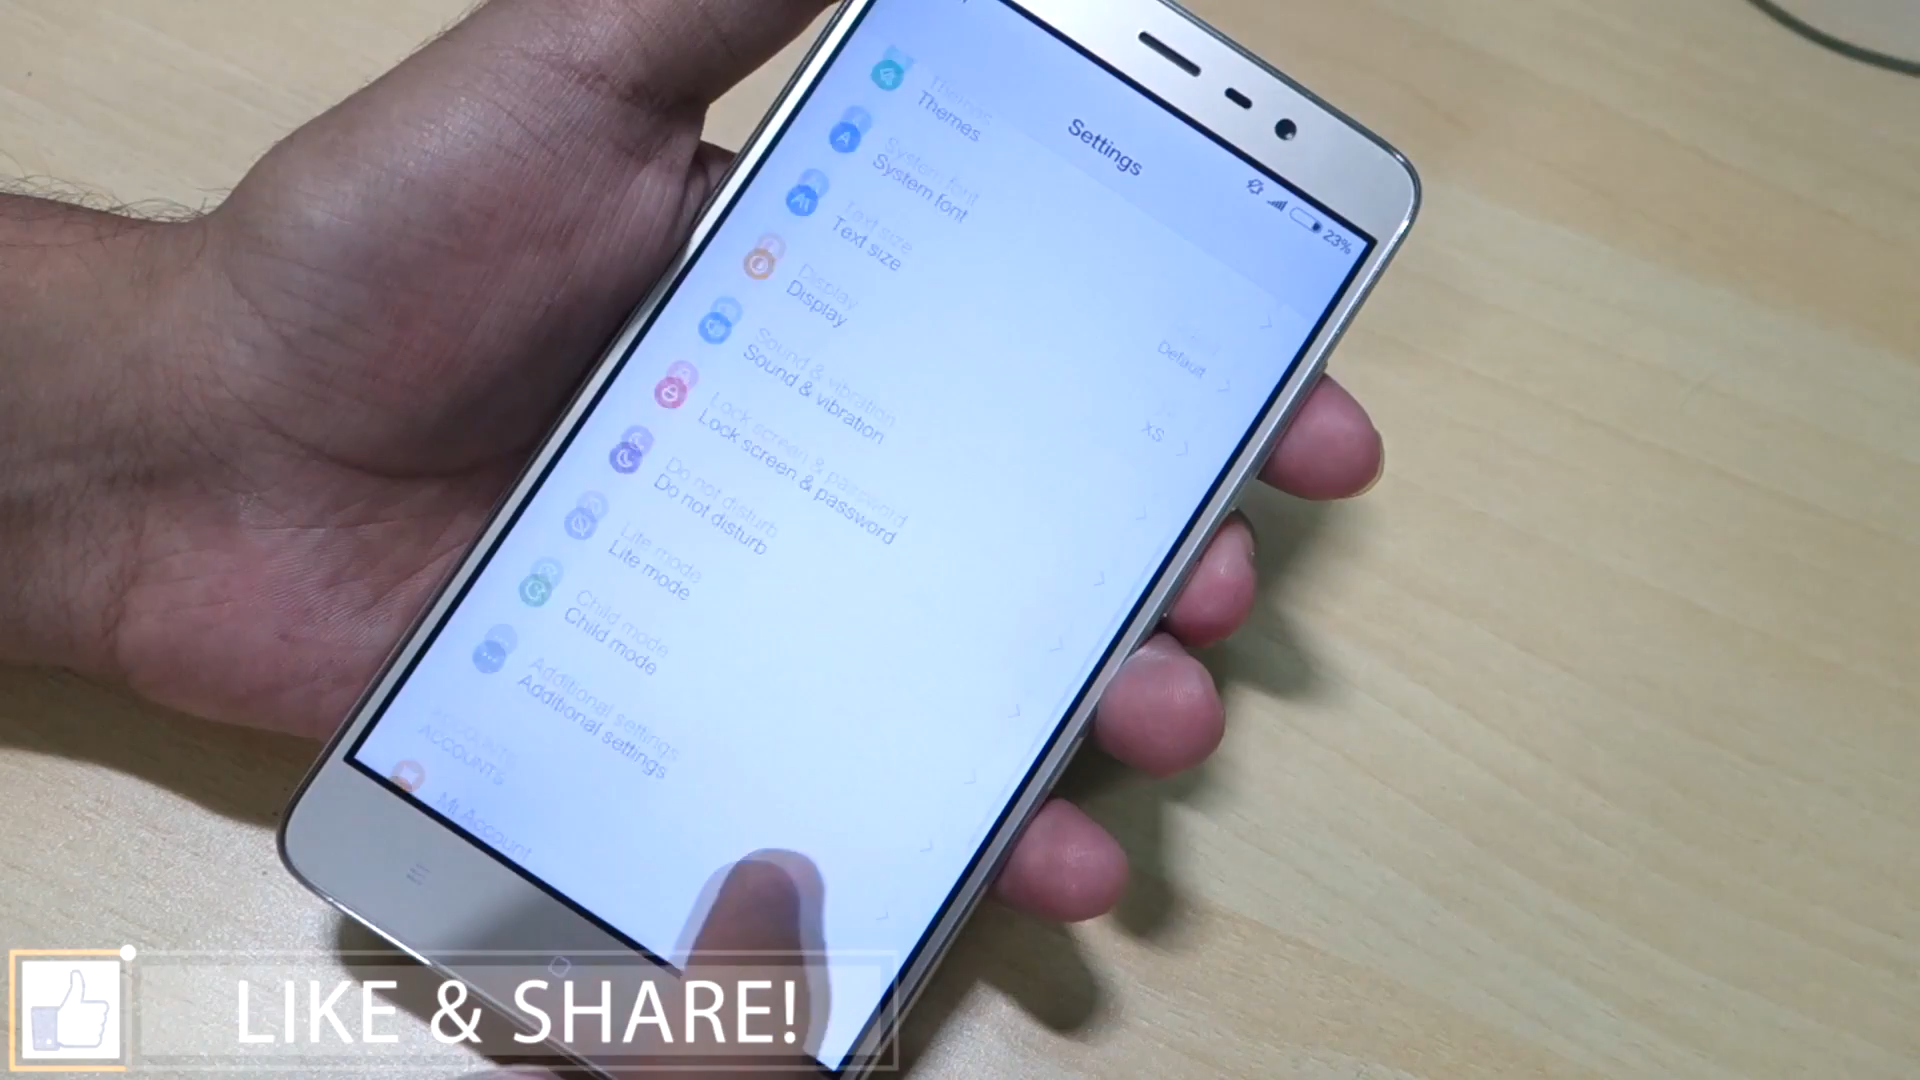 Settings
23%
Themes
System font
Default
Text size
XS
Display
Sound & vibration
Lock screen & password
Do not disturb
Lite mode
Child mode
Additional settings
ACCOUNTS
Mi Account
LIKE & SHARE!